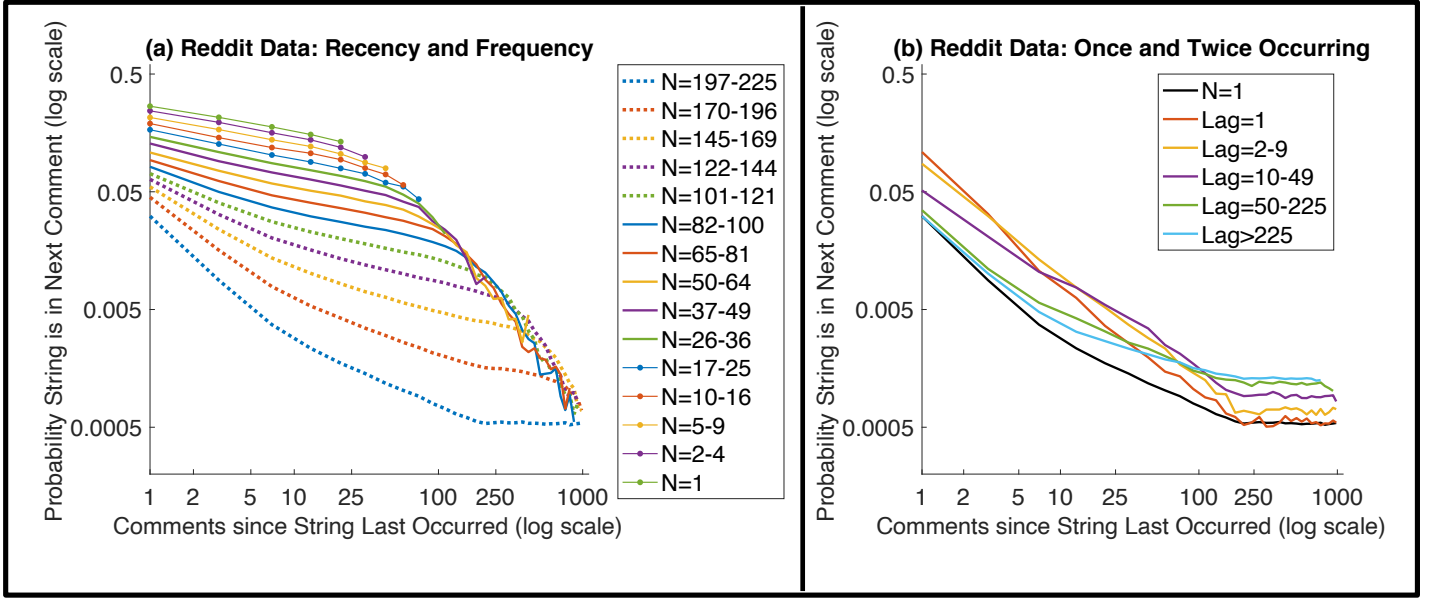 (a) Reddit Data: Recency and Frequency
Probability String is in Next Comment (log scale)
0.5
0.05
0.005
0.0005
1 2 5 10 25 100 250 1000
Comments since String Last Occurred (log scale)
N=197-225
N=170-196
N=145-169
N=122-144
N=101-121
N=82-100
N=65-81
N=50-64
N=37-49
N=26-36
N=17-25
N=10-16
N=5-9
N=2-4
N=1
(b) Reddit Data: Once and Twice Occurring
Probability String is in Next Comment (log scale)
0.5
0.05
0.005
0.0005
1 2 5 10 25 100 250 1000
Comments since String Last Occurred (log scale)
N=1
Lag=1
Lag=2-9
Lag=10-49
Lag=50-225
Lag>225